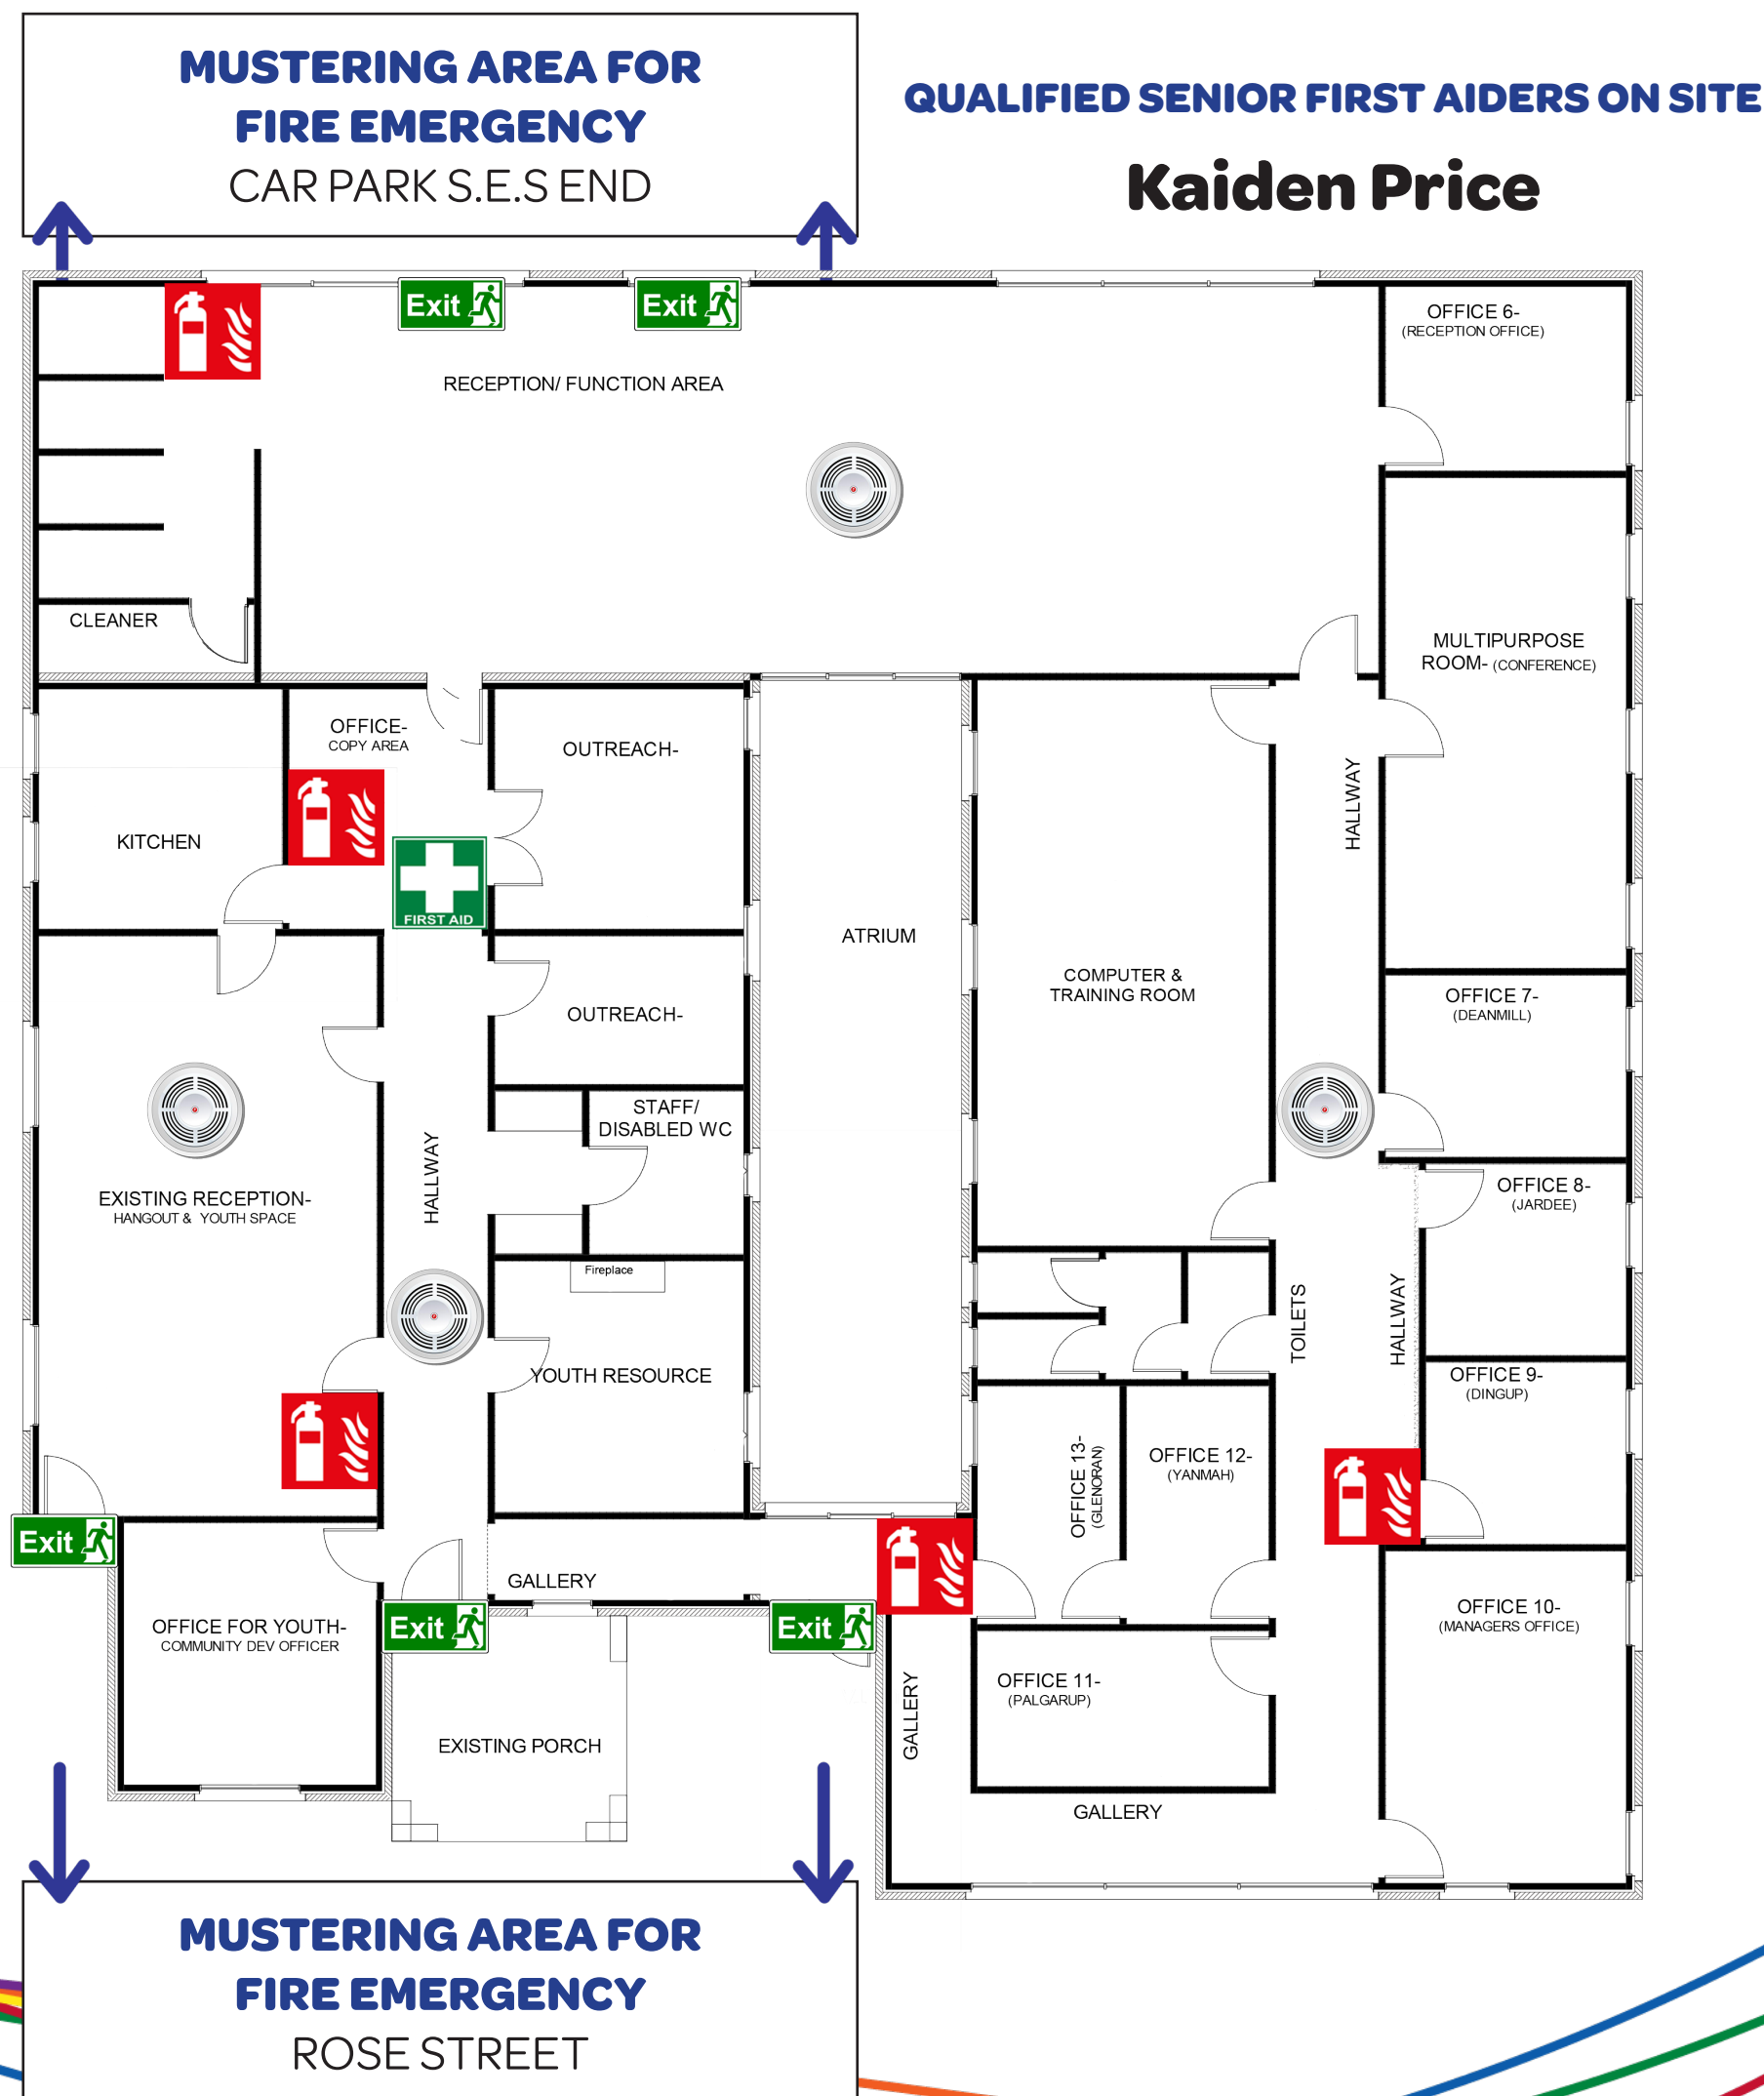 MUSTERING AREA FOR
FIRE EMERGENCY
CAR PARK S.E.S END
QUALIFIED SENIOR FIRST AIDERS ON SITE
Kaiden Price
Exit
Exit
OFFICE 6-
(RECEPTION OFFICE)
RECEPTION/ FUNCTION AREA
CLEANER
MULTIPURPOSE
ROOM- (CONFERENCE)
OFFICE-
COPY AREA
OUTREACH-
HALLWAY
KITCHEN
FIRST AID
ATRIUM
COMPUTER &
TRAINING ROOM
OUTREACH-
OFFICE 7-
(DEANMILL)
STAFF/
DISABLED WC
HALLWAY
EXISTING RECEPTION-
HANGOUT & YOUTH SPACE
OFFICE 8-
(JARDEE)
Fireplace
TOILETS
HALLWAY
YOUTH RESOURCE
OFFICE 9-
(DINGUP)
OFFICE 13-
(GLENORAN)
OFFICE 12-
(YANMAH)
Exit
GALLERY
OFFICE FOR YOUTH-
COMMUNITY DEV OFFICER
Exit
Exit
OFFICE 10-
(MANAGERS OFFICE)
OFFICE 11-
(PALGARUP)
GALLERY
EXISTING PORCH
GALLERY
MUSTERING AREA FOR
FIRE EMERGENCY
ROSE STREET